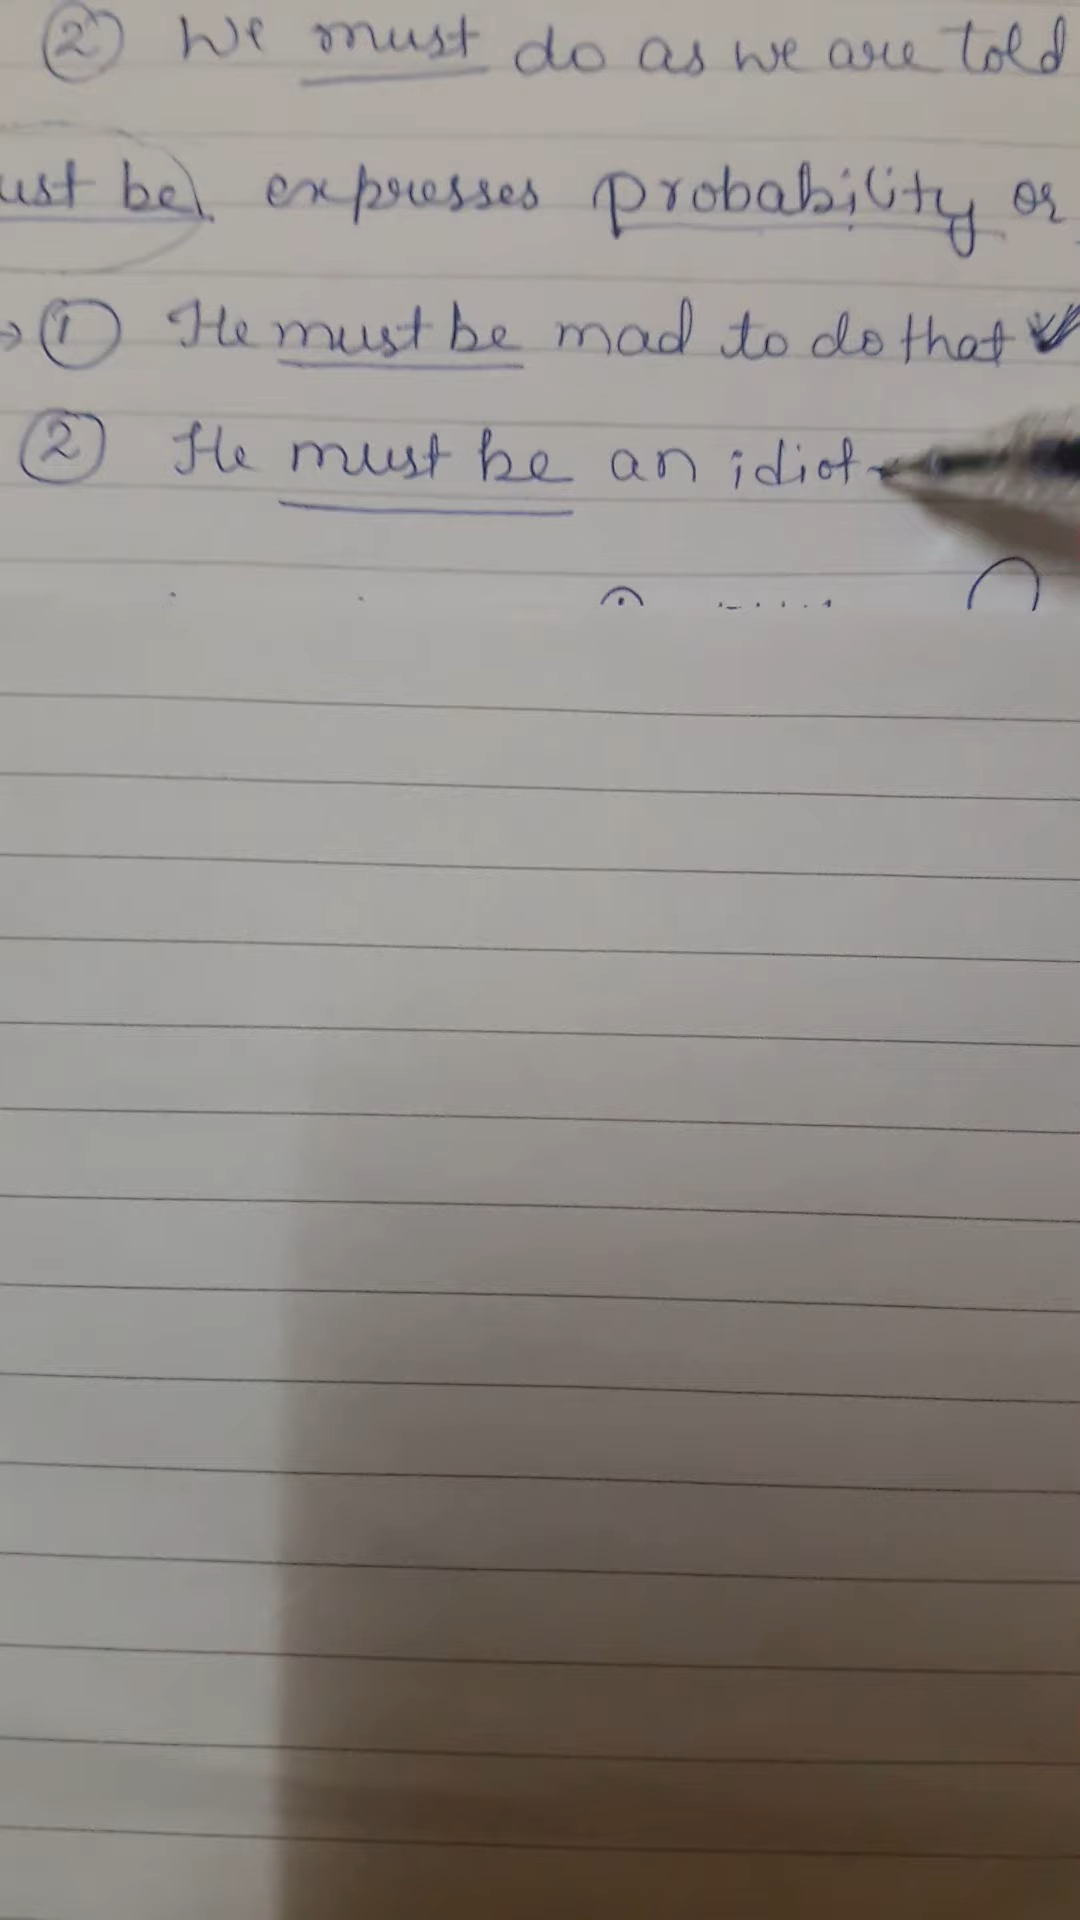 ② We must do as we are told
ust be expresses probability or
→ ① He must be mad to do that
② He must be an idiot